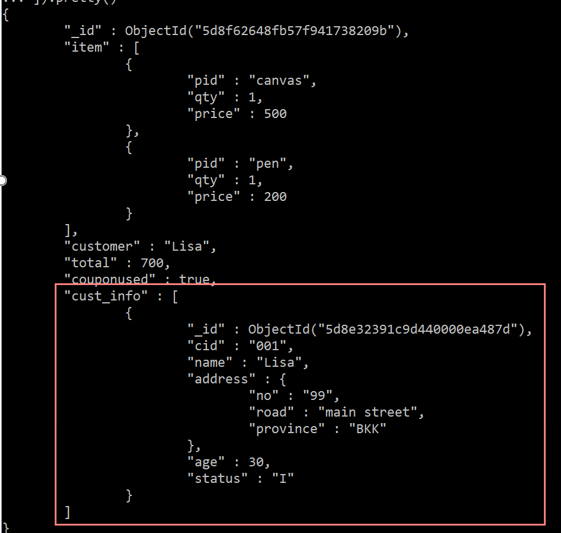 ... ]).pretty()
{
"_id" : ObjectId("5d8f62648fb57f941738209b"),
"item" : [
{
"pid" : "canvas",
"qty" : 1,
"price" : 500
},
{
"pid" : "pen",
"qty" : 1,
"price" : 200
}
],
"customer" : "Lisa",
"total" : 700,
"couponused" : true,
"cust_info" : [
{
"_id" : ObjectId("5d8e32391c9d440000ea487d"),
"cid" : "001",
"name" : "Lisa",
"address" : {
"no" : "99",
"road" : "main street",
"province" : "BKK"
},
"age" : 30,
"status" : "I"
}
]
}